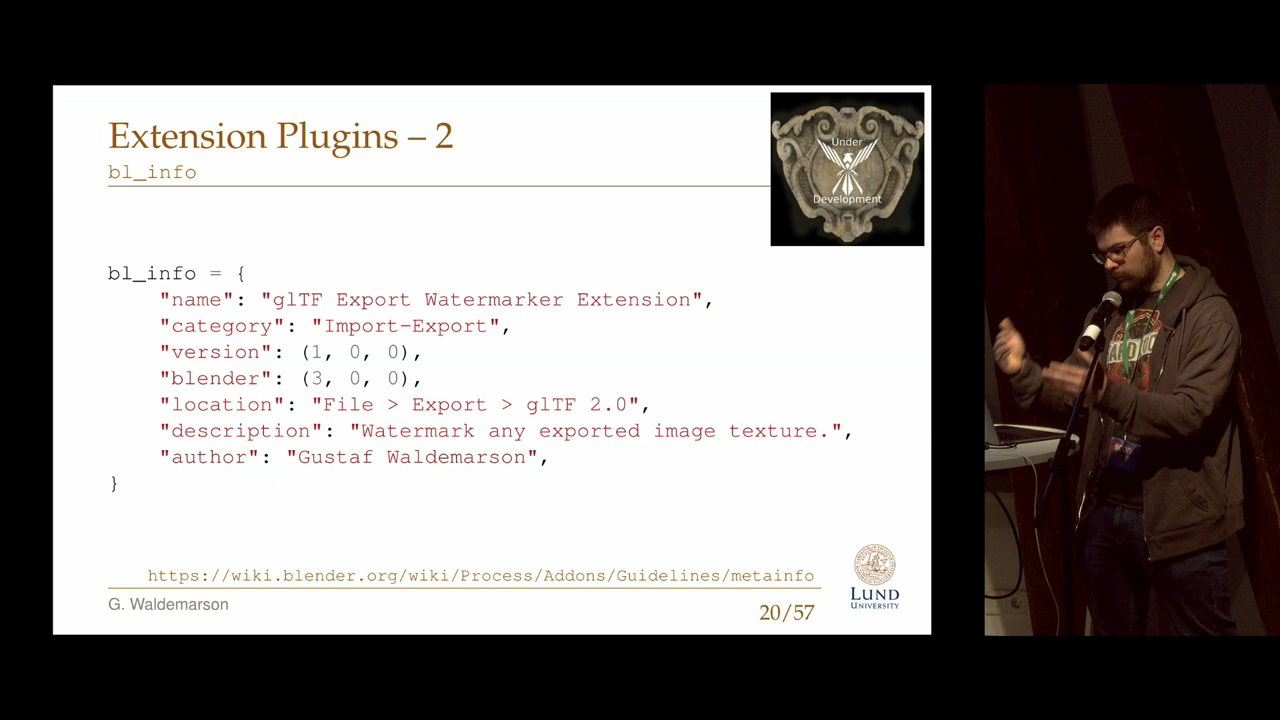 Extension Plugins – 2
bl_info
Under
Development
bl_info = {
"name": "glTF Export Watermarker Extension",
"category": "Import-Export",
"version": (1, 0, 0),
"blender": (3, 0, 0),
"location": "File > Export > glTF 2.0",
"description": "Watermark any exported image texture.",
"author": "Gustaf Waldemarson",
}
https://wiki.blender.org/wiki/Process/Addons/Guidelines/metainfo
G. Waldemarson
20/57
LUND
UNIVERSITY